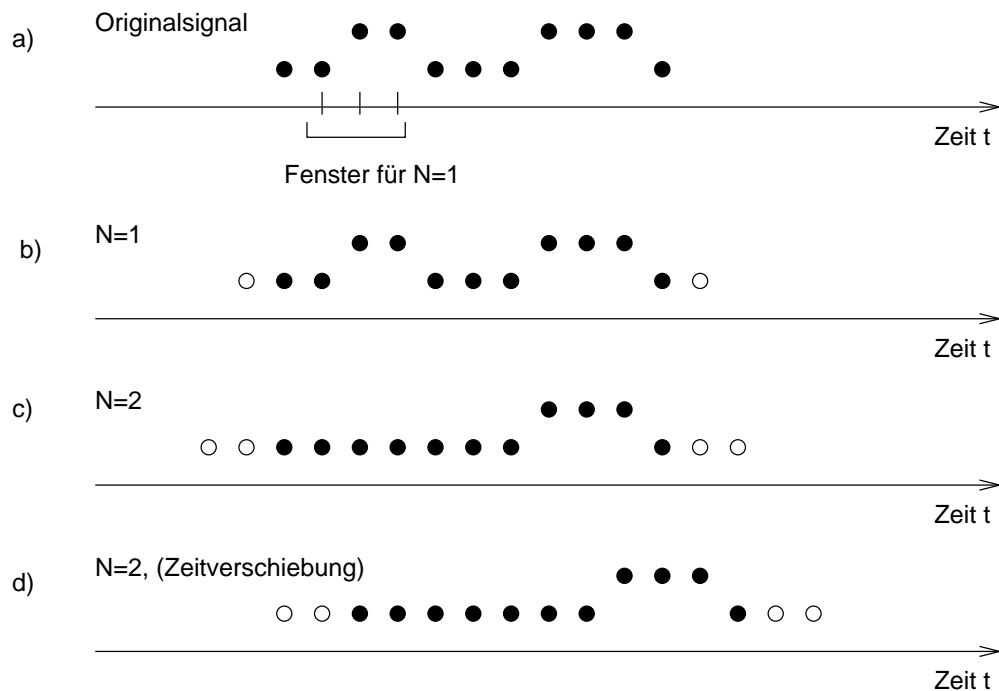 a)
Originalsignal
Zeit t
Fenster für N=1
b)
N=1
Zeit t
c)
N=2
Zeit t
d)
N=2, (Zeitverschiebung)
Zeit t